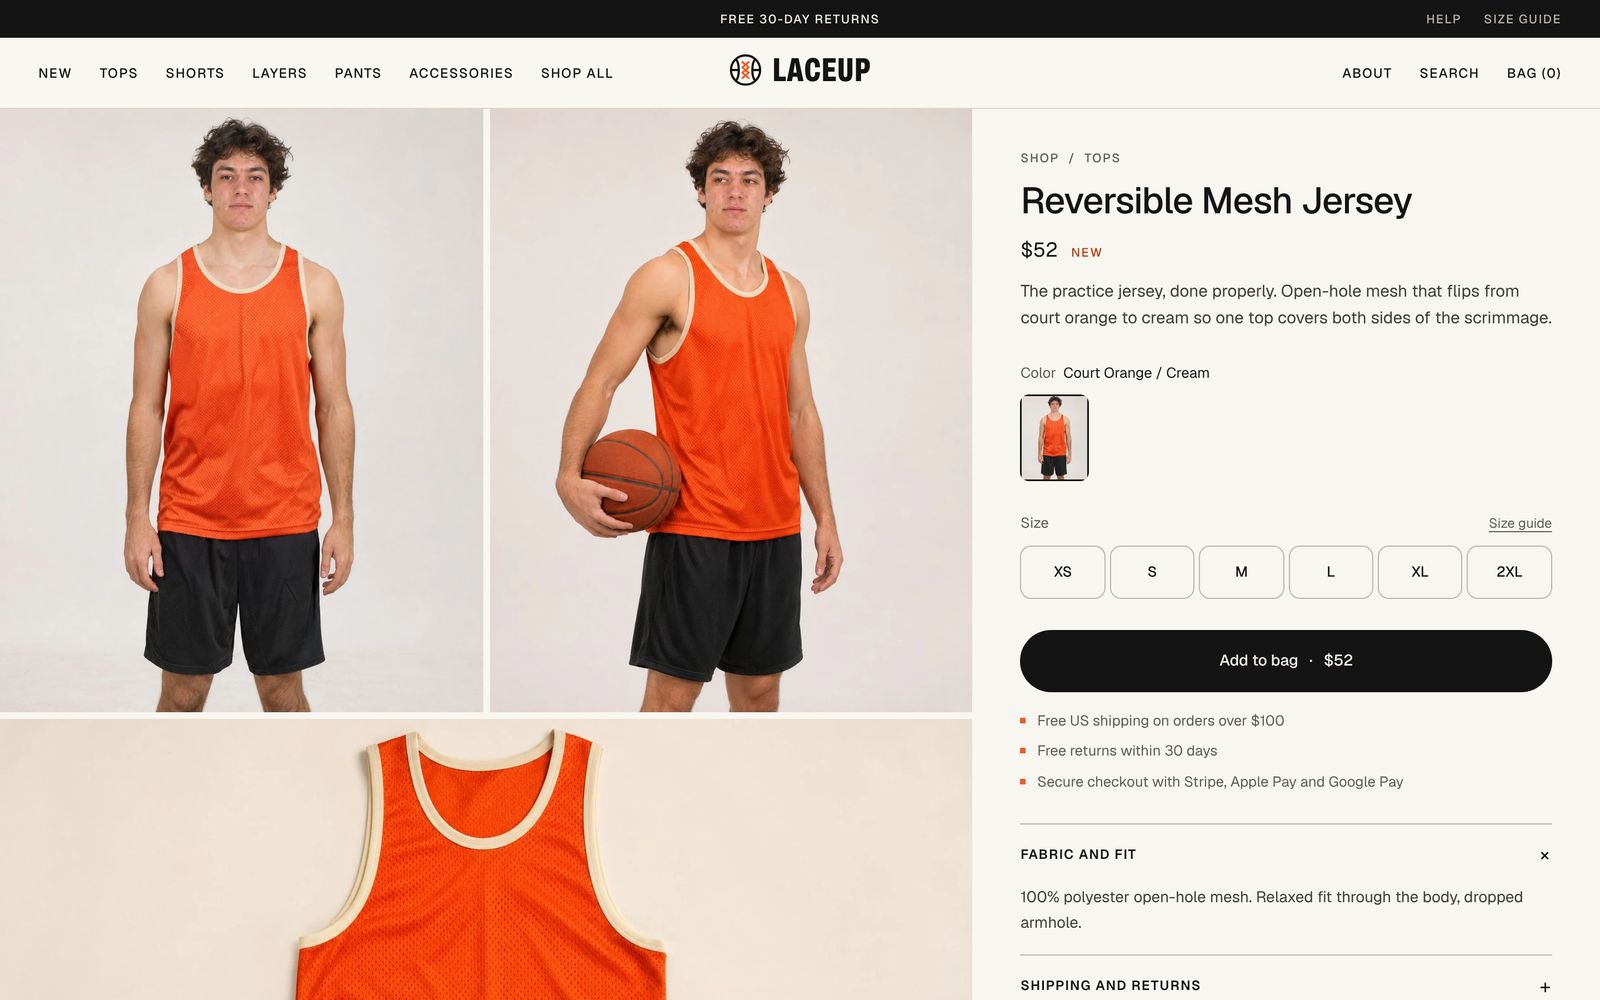 FREE 30-DAY RETURNS
HELP
SIZE GUIDE
NEW
TOPS
SHORTS
LAYERS
PANTS
ACCESSORIES
SHOP ALL
LACEUP
ABOUT
SEARCH
BAG (0)
SHOP / TOPS
Reversible Mesh Jersey
$52 NEW
The practice jersey, done properly. Open-hole mesh that flips from
court orange to cream so one top covers both sides of the scrimmage.
Color Court Orange / Cream
Size
Size guide
XS
S
M
L
XL
2XL
Add to bag · $52
Free US shipping on orders over $100
Free returns within 30 days
Secure checkout with Stripe, Apple Pay and Google Pay
FABRIC AND FIT
100% polyester open-hole mesh. Relaxed fit through the body, dropped
armhole.
SHIPPING AND RETURNS